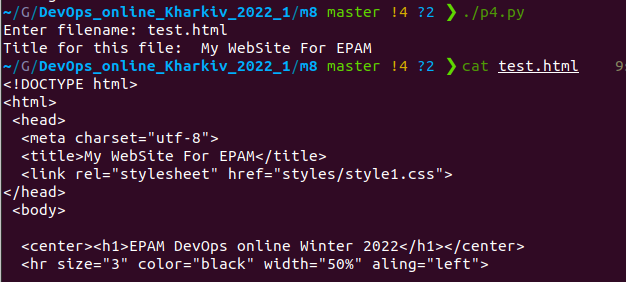 ~/G/DevOps_online_Kharkiv_2022_1/m8 master !4 ?2 ❯ ./p4.py
Enter filename: test.html
Title for this file:  My WebSite For EPAM
~/G/DevOps_online_Kharkiv_2022_1/m8 master !4 ?2 ❯ cat test.html
<!DOCTYPE html>
<html>
 <head>
  <meta charset="utf-8">
  <title>My WebSite For EPAM</title>
  <link rel="stylesheet" href="styles/style1.css">
</head>
 <body>
  <center><h1>EPAM DevOps online Winter 2022</h1></center>
  <hr size="3" color="black" width="50%" aling="left">